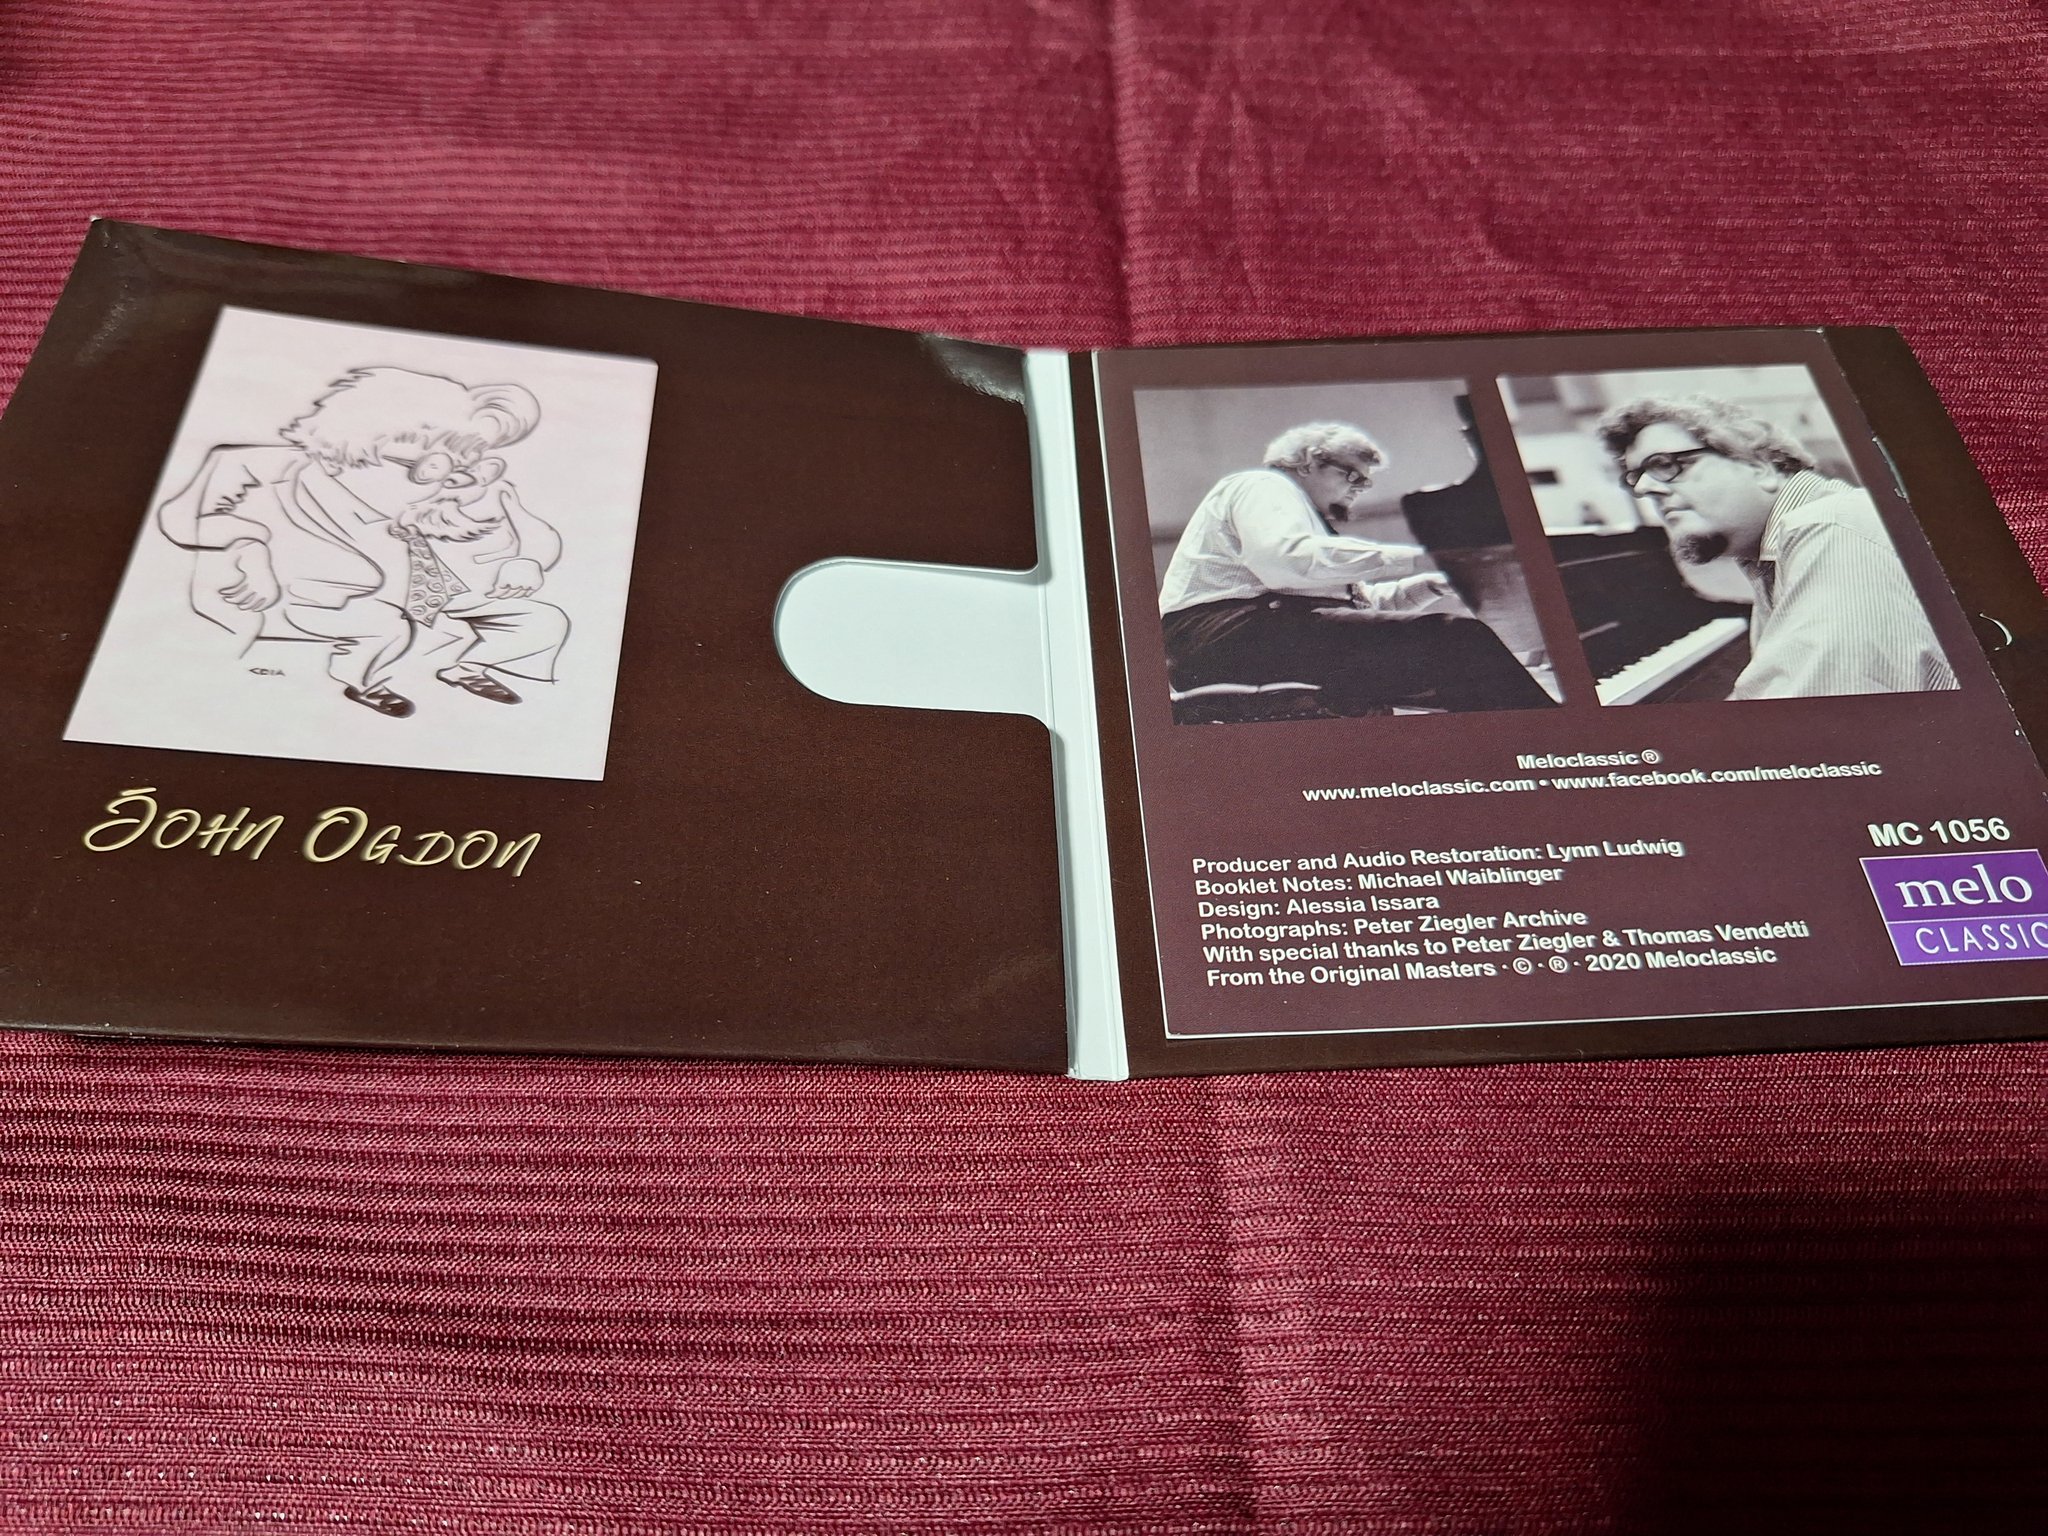 John Ogdon
Meloclassic ®
www.meloclassic.com • www.facebook.com/meloclassic
MC 1056
melo
CLASSIC
Producer and Audio Restoration: Lynn Ludwig
Booklet Notes: Michael Waiblinger
Design: Alessia Issara
Photographs: Peter Ziegler Archive
With special thanks to Peter Ziegler & Thomas Vendetti
From the Original Masters · © · ® · 2020 Meloclassic